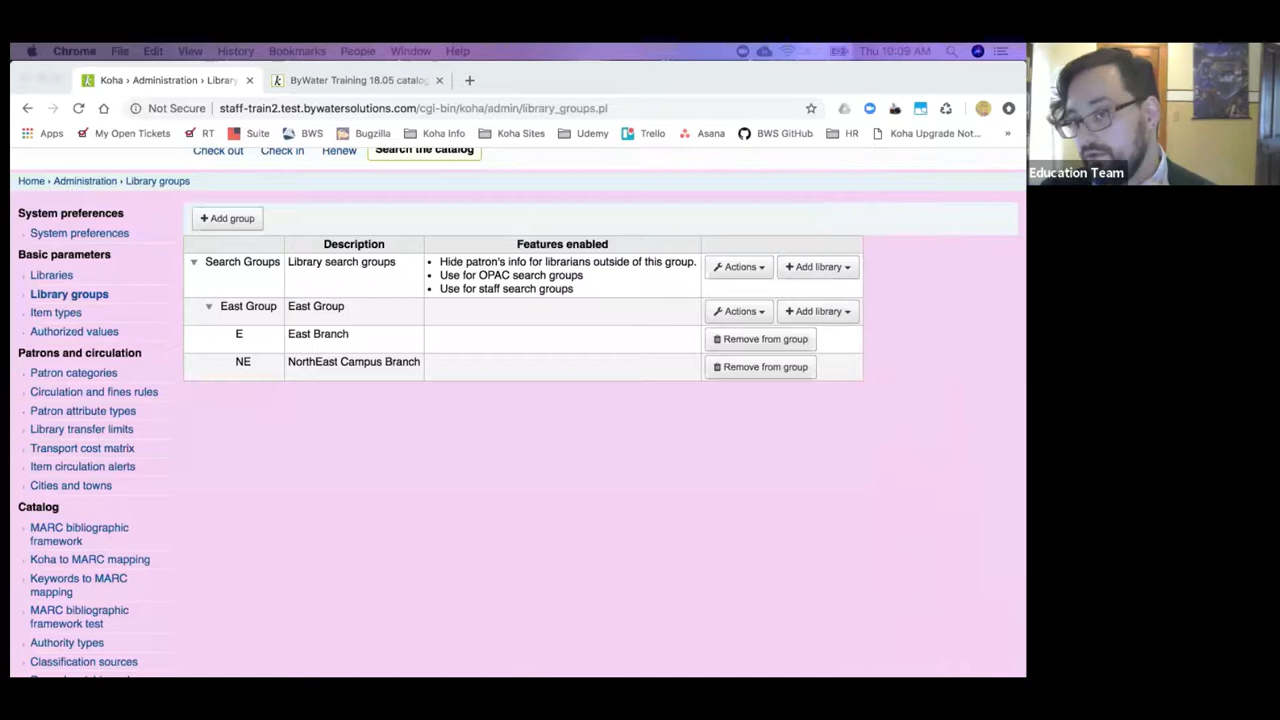 Chrome File Edit View History Bookmarks People Window Help Thu 10:09 AM
Koha › Administration › Library
ByWater Training 18.05 catalog
Not Secure staff-train2.test.bywatersolutions.com/cgi-bin/koha/admin/library_groups.pl
Apps My Open Tickets RT Suite BWS Bugzilla Koha Info Koha Sites Udemy Trello Asana BWS GitHub HR Koha Upgrade Not... »
Check out Check in Renew Search the catalog
Home › Administration › Library groups
System preferences
System preferences
Basic parameters
Libraries
Library groups
Item types
Authorized values
Patrons and circulation
Patron categories
Circulation and fines rules
Patron attribute types
Library transfer limits
Transport cost matrix
Item circulation alerts
Cities and towns
Catalog
MARC bibliographic
framework
Koha to MARC mapping
Keywords to MARC
mapping
MARC bibliographic
framework test
Authority types
Classification sources
+ Add group
Description Features enabled
Search Groups Library search groups
• Hide patron's info for librarians outside of this group.
• Use for OPAC search groups
• Use for staff search groups
Actions + Add library
East Group East Group Actions + Add library
E East Branch Remove from group
NE NorthEast Campus Branch Remove from group
Education Team